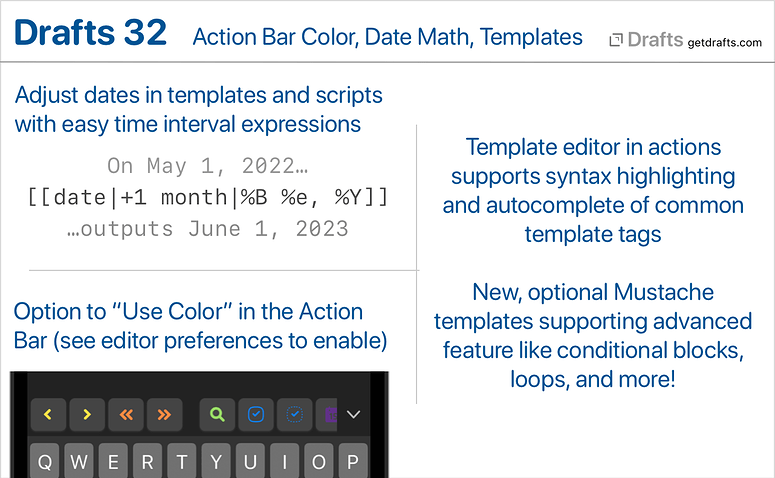 Drafts 32 Action Bar Color, Date Math, Templates Drafts getdrafts.com
Adjust dates in templates and scripts
with easy time interval expressions
On May 1, 2022…
[[date|+1 month|%B %e, %Y]]
…outputs June 1, 2023
Option to “Use Color” in the Action
Bar (see editor preferences to enable)
Q W E R T Y U I O P
Template editor in actions
supports syntax highlighting
and autocomplete of common
template tags
New, optional Mustache
templates supporting advanced
feature like conditional blocks,
loops, and more!